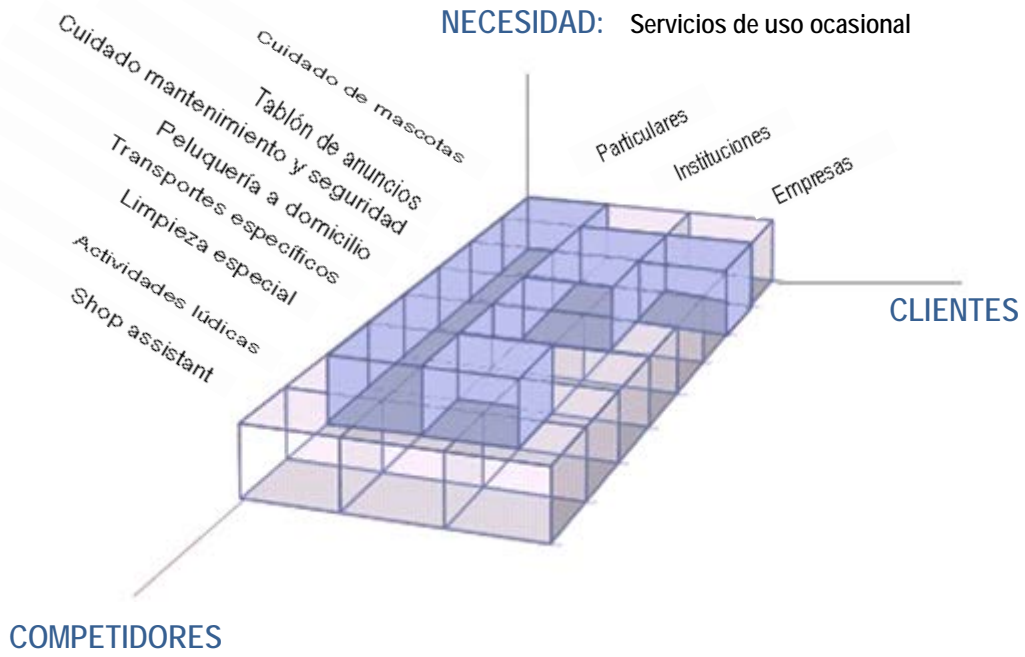 NECESIDAD: Servicios de uso ocasional
Cuidado de mascotas
Tablón de anuncios
Cuidado mantenimiento y seguridad
Peluquería a domicilio
Transportes específicos
Limpieza especial
Actividades lúdicas
Shop assistant
Particulares
Instituciones
Empresas
CLIENTES
COMPETIDORES